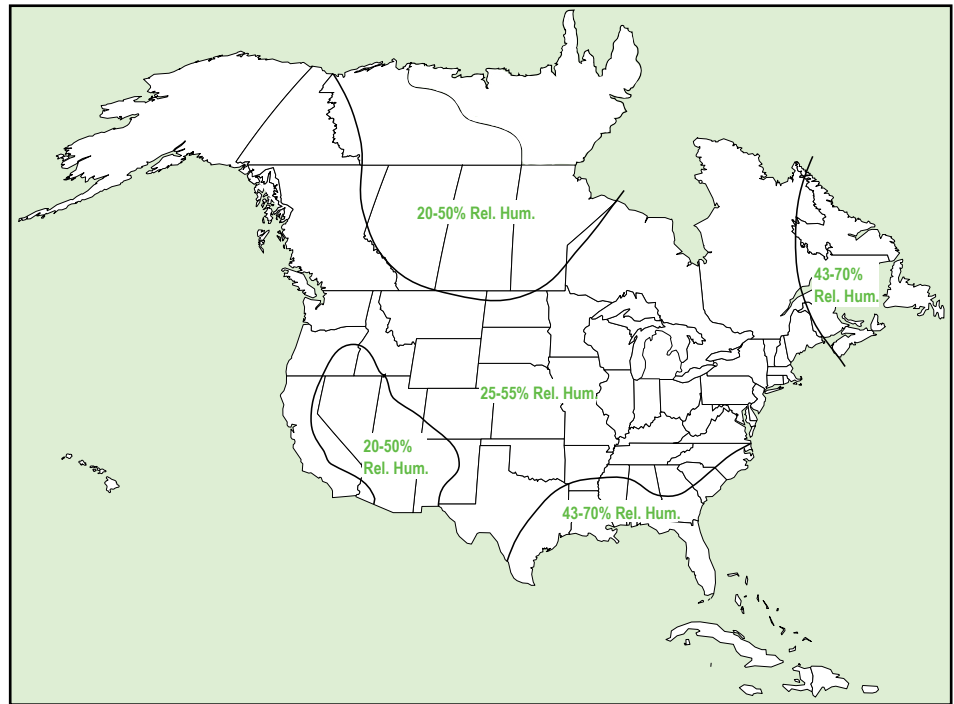 20-50% Rel. Hum.
43-70%
Rel. Hum.
25-55% Rel. Hum.
20-50%
Rel. Hum.
43-70% Rel. Hum.